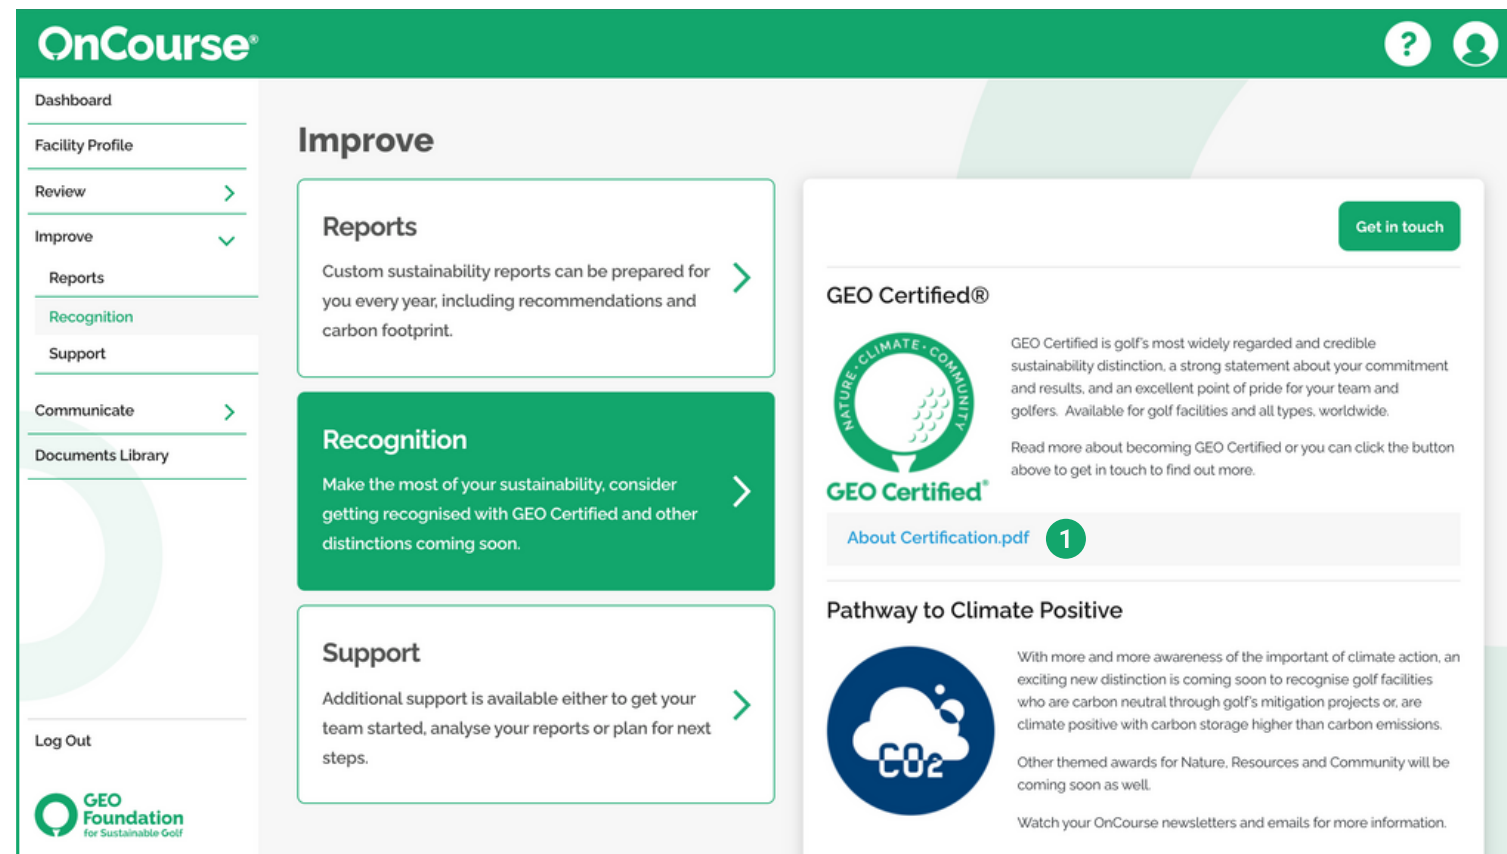 OnCourse®
?
Dashboard
Facility Profile
Review
Improve
Reports
Recognition
Support
Communicate
Documents Library
Log Out
GEO
Foundation
for Sustainable Golf
Improve
Reports
Custom sustainability reports can be prepared for
you every year, including recommendations and
carbon footprint.
Recognition
Make the most of your sustainability, consider
getting recognised with GEO Certified and other
distinctions coming soon.
Support
Additional support is available either to get your
team started, analyse your reports or plan for next
steps.
Get in touch
GEO Certified®
NATURE · CLIMATE · COMMUNITY
GEO Certified®
GEO Certified is golf's most widely regarded and credible
sustainability distinction, a strong statement about your commitment
and results, and an excellent point of pride for your team and
golfers. Available for golf facilities and all types, worldwide.
Read more about becoming GEO Certified or you can click the button
above to get in touch to find out more.
About Certification.pdf 1
Pathway to Climate Positive
CO2
With more and more awareness of the important of climate action, an
exciting new distinction is coming soon to recognise golf facilities
who are carbon neutral through golf's mitigation projects or, are
climate positive with carbon storage higher than carbon emissions.
Other themed awards for Nature, Resources and Community will be
coming soon as well.
Watch your OnCourse newsletters and emails for more information.